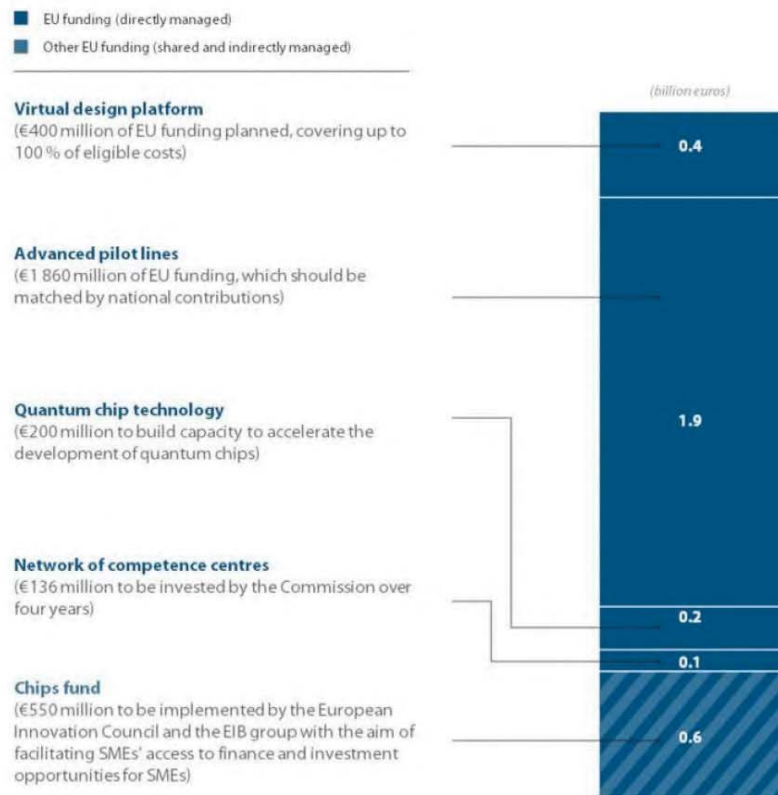 EU funding (directly managed)
Other EU funding (shared and indirectly managed)
(billion euros)
Virtual design platform
(€400 million of EU funding planned, covering up to
100 % of eligible costs)
0.4
Advanced pilot lines
(€1 860 million of EU funding, which should be
matched by national contributions)
1.9
Quantum chip technology
(€200 million to build capacity to accelerate the
development of quantum chips)
0.2
Network of competence centres
(€136 million to be invested by the Commission over
four years)
0.1
Chips fund
(€550 million to be implemented by the European
Innovation Council and the EIB group with the aim of
facilitating SMEs' access to finance and investment
opportunities for SMEs)
0.6